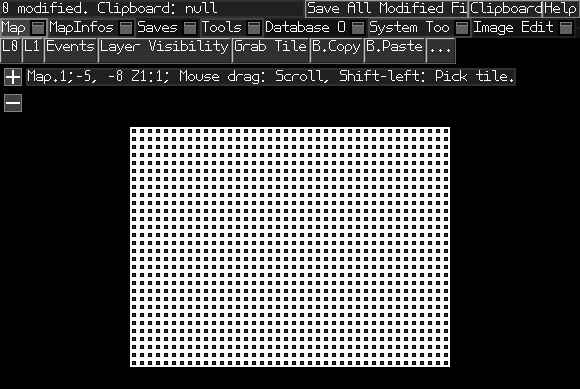 0 modified. Clipboard: null Save All Modified Fi Clipboard Help
Map MapInfos Saves Tools Database O System Too Image Edit
L0 L1 Events Layer Visibility Grab Tile B.Copy B.Paste ...
+ Map.1;-5, -8 Z1:1; Mouse drag: Scroll, Shift-left: Pick tile.
-